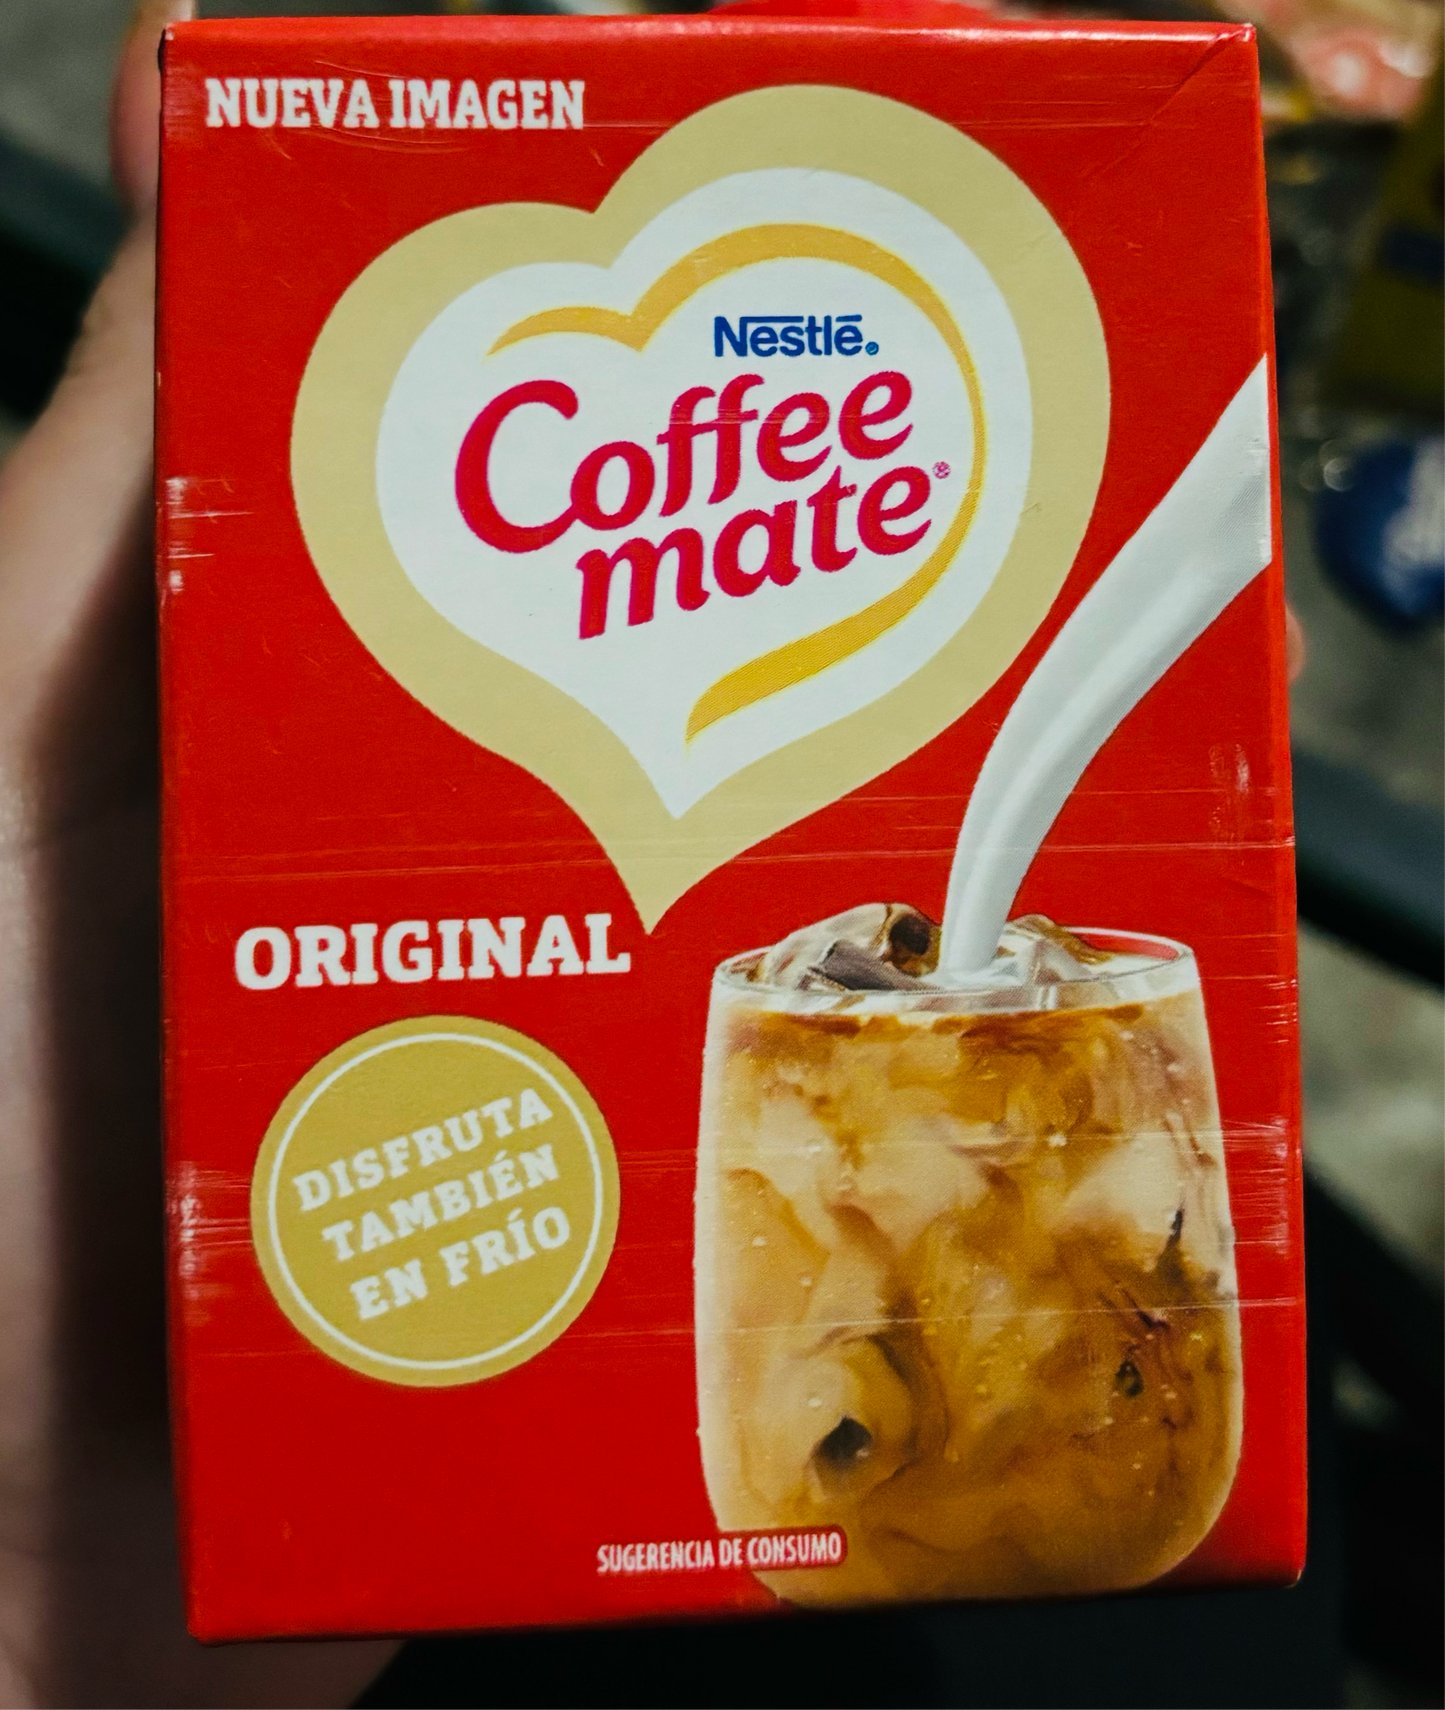 NUEVA IMAGEN
Nestlé®
Coffee
mate®
ORIGINAL
DISFRUTA
TAMBIÉN
EN FRÍO
SUGERENCIA DE CONSUMO